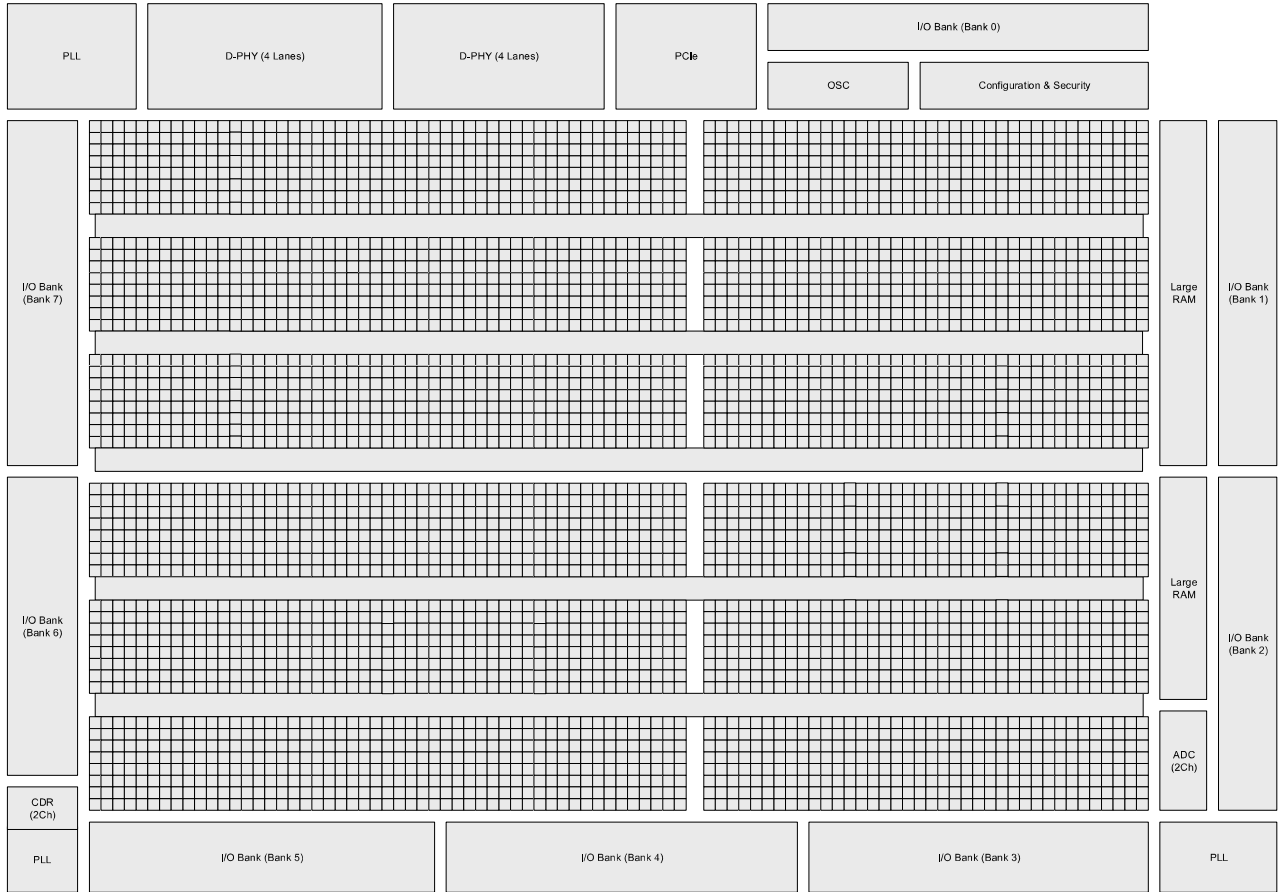 PLL
D-PHY (4 Lanes)
D-PHY (4 Lanes)
PCIe
I/O Bank (Bank 0)
OSC
Configuration & Security
I/O Bank
(Bank 7)
Large
RAM
I/O Bank
(Bank 1)
I/O Bank
(Bank 6)
Large
RAM
I/O Bank
(Bank 2)
ADC
(2Ch)
CDR
(2Ch)
PLL
I/O Bank (Bank 5)
I/O Bank (Bank 4)
I/O Bank (Bank 3)
PLL